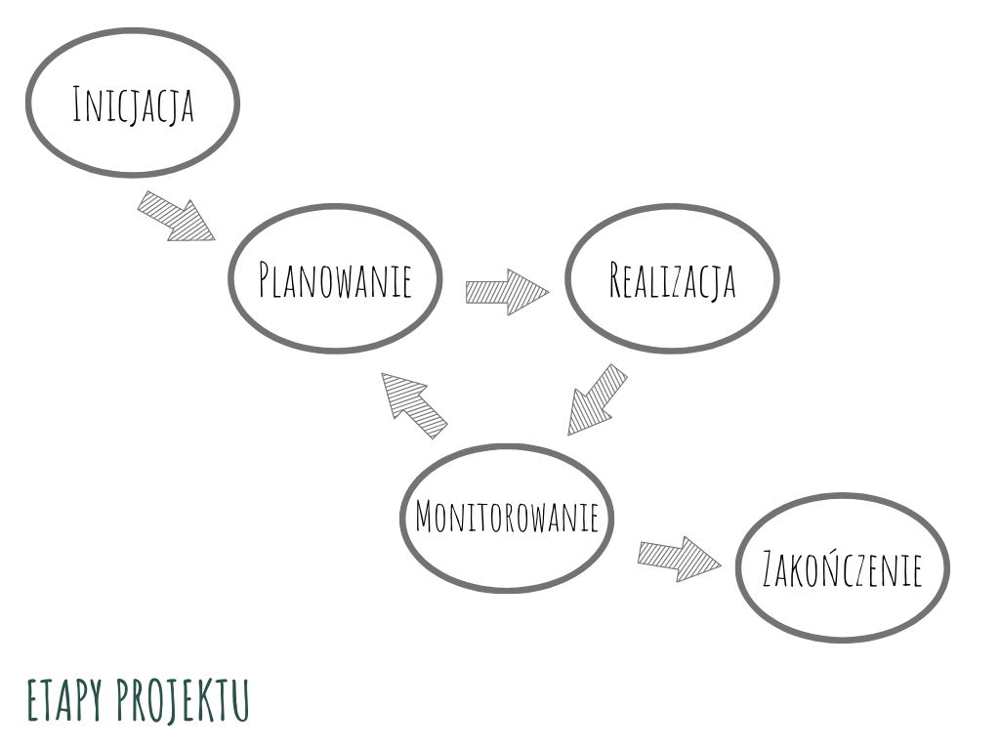 Inicjacja
Planowanie
Realizacja
Monitorowanie
Zakończenie
ETAPY PROJEKTU